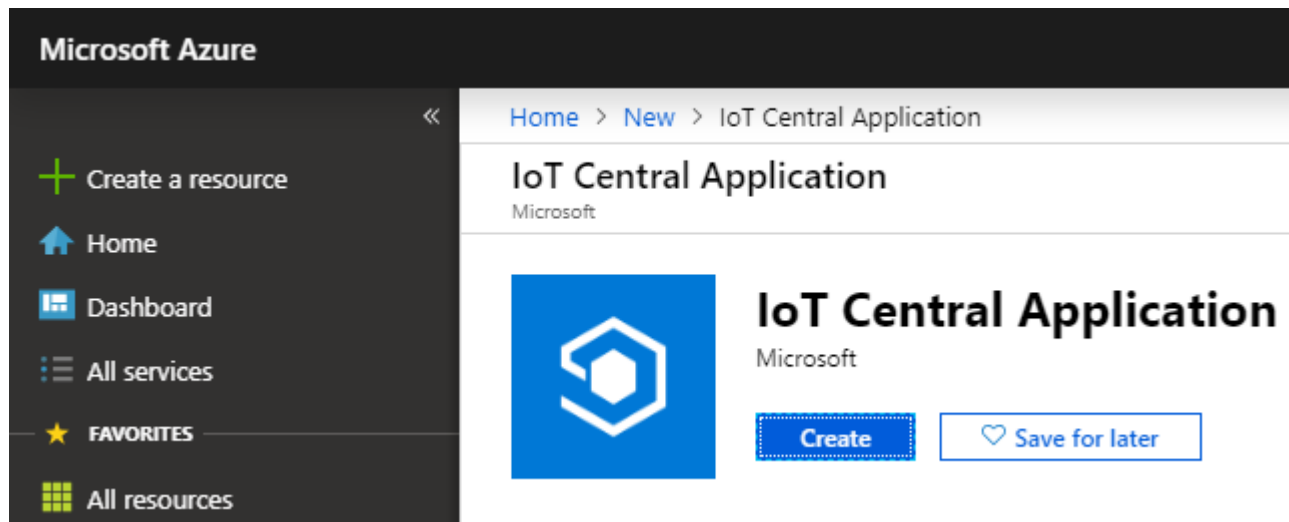 Microsoft Azure
«
Home > New > IoT Central Application
Create a resource
Home
Dashboard
All services
FAVORITES
All resources
IoT Central Application
Microsoft
IoT Central Application
Microsoft
Create
Save for later